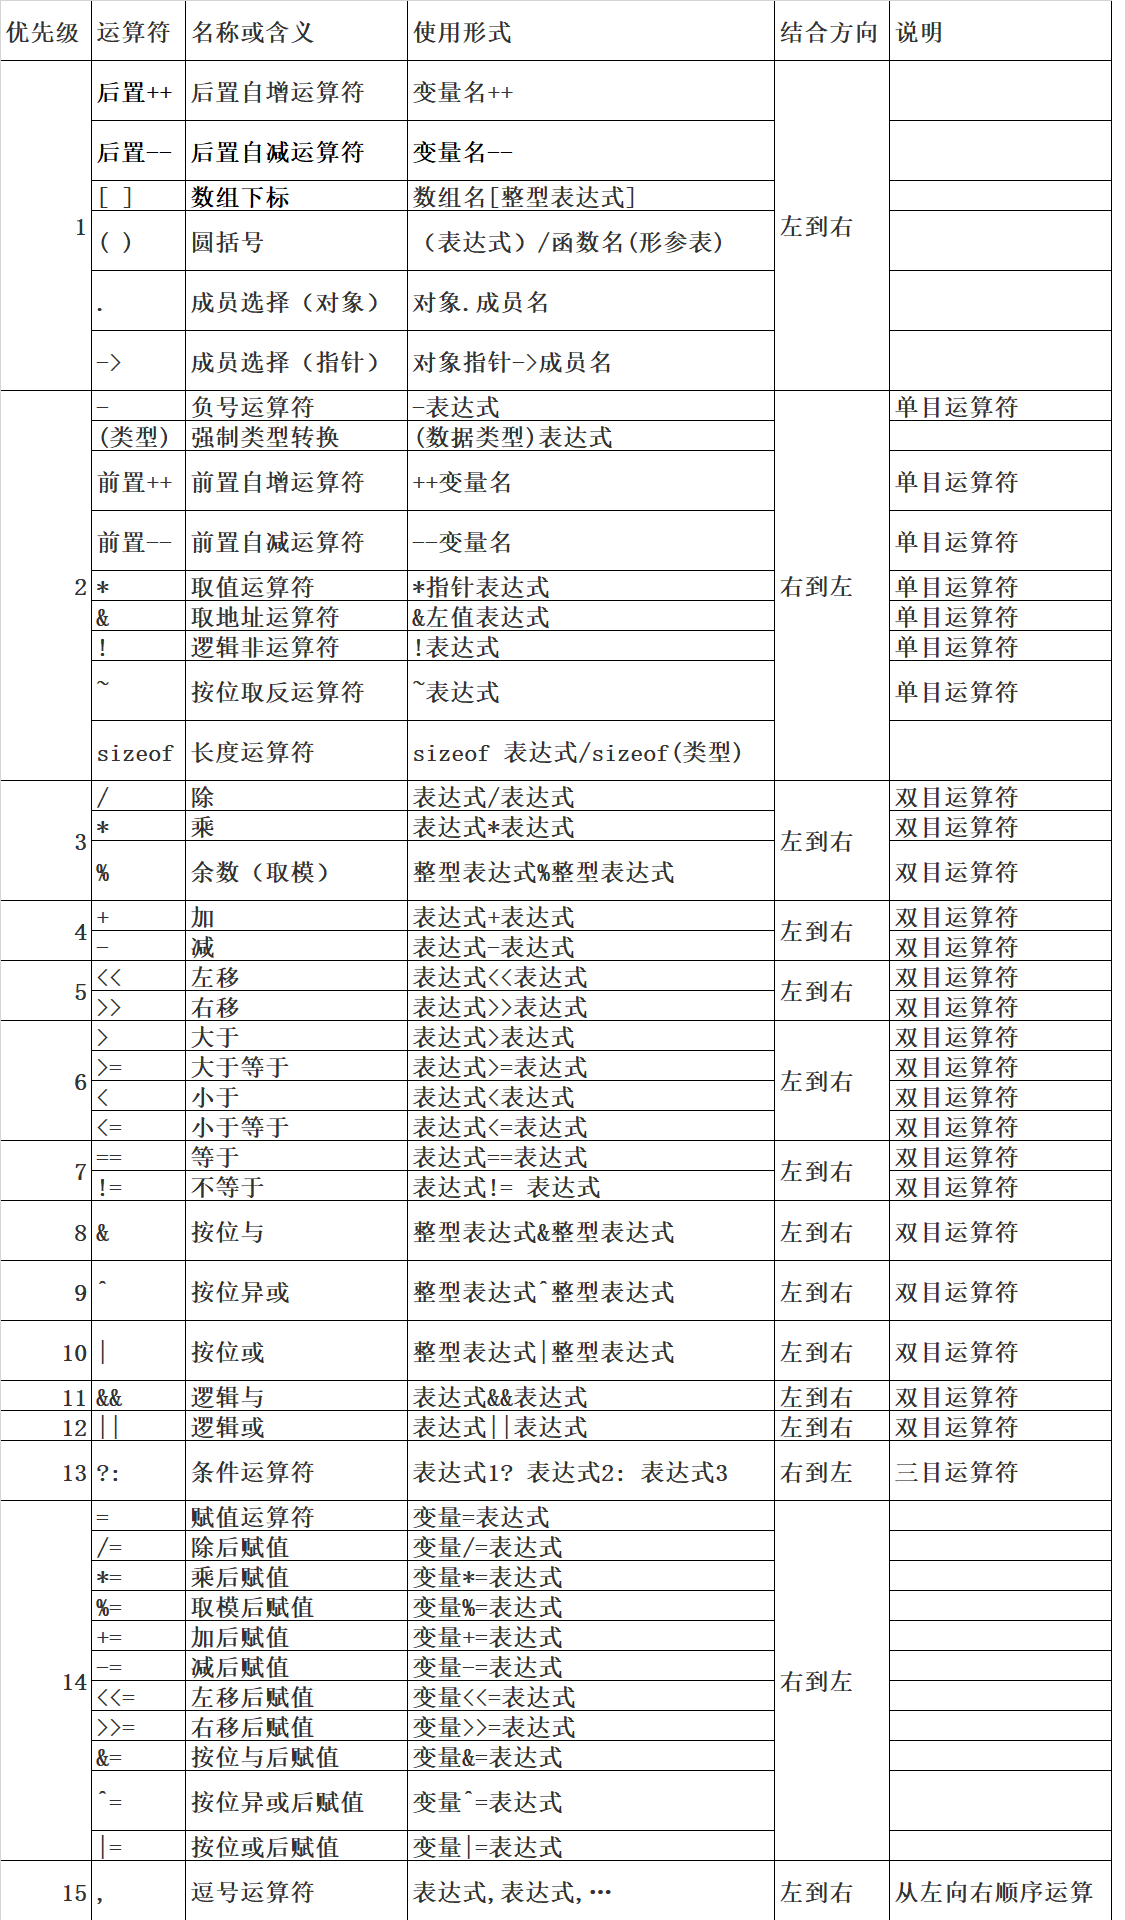 优先级 运算符 名称或含义 使用形式 结合方向 说明
后置++ 后置自增运算符 变量名++
后置-- 后置自减运算符 变量名--
[ ] 数组下标 数组名[整型表达式]
1 左到右
( ) 圆括号 （表达式）/函数名(形参表)
. 成员选择（对象） 对象.成员名
-> 成员选择（指针） 对象指针->成员名
- 负号运算符 -表达式 单目运算符
(类型) 强制类型转换 (数据类型)表达式
前置++ 前置自增运算符 ++变量名 单目运算符
前置-- 前置自减运算符 --变量名 单目运算符
2 * 取值运算符 *指针表达式 右到左 单目运算符
& 取地址运算符 &左值表达式 单目运算符
! 逻辑非运算符 !表达式 单目运算符
~ 按位取反运算符 ~表达式 单目运算符
sizeof 长度运算符 sizeof 表达式/sizeof(类型)
/ 除 表达式/表达式 双目运算符
* 乘 表达式*表达式 双目运算符
3 左到右
% 余数（取模） 整型表达式%整型表达式 双目运算符
+ 加 表达式+表达式 双目运算符
4 左到右
- 减 表达式-表达式 双目运算符
<< 左移 表达式<<表达式 双目运算符
5 左到右
>> 右移 表达式>>表达式 双目运算符
> 大于 表达式>表达式 双目运算符
>= 大于等于 表达式>=表达式 双目运算符
6 左到右
< 小于 表达式<表达式 双目运算符
<= 小于等于 表达式<=表达式 双目运算符
== 等于 表达式==表达式 双目运算符
7 左到右
!= 不等于 表达式!= 表达式 双目运算符
8 & 按位与 整型表达式&整型表达式 左到右 双目运算符
9 ^ 按位异或 整型表达式^整型表达式 左到右 双目运算符
10 | 按位或 整型表达式|整型表达式 左到右 双目运算符
11 && 逻辑与 表达式&&表达式 左到右 双目运算符
12 || 逻辑或 表达式||表达式 左到右 双目运算符
13 ?: 条件运算符 表达式1? 表达式2: 表达式3 右到左 三目运算符
= 赋值运算符 变量=表达式
/= 除后赋值 变量/=表达式
*= 乘后赋值 变量*=表达式
%= 取模后赋值 变量%=表达式
+= 加后赋值 变量+=表达式
-= 减后赋值 变量-=表达式
14 右到左
<<= 左移后赋值 变量<<=表达式
>>= 右移后赋值 变量>>=表达式
&= 按位与后赋值 变量&=表达式
^= 按位异或后赋值 变量^=表达式
|= 按位或后赋值 变量|=表达式
15 , 逗号运算符 表达式,表达式,… 左到右 从左向右顺序运算